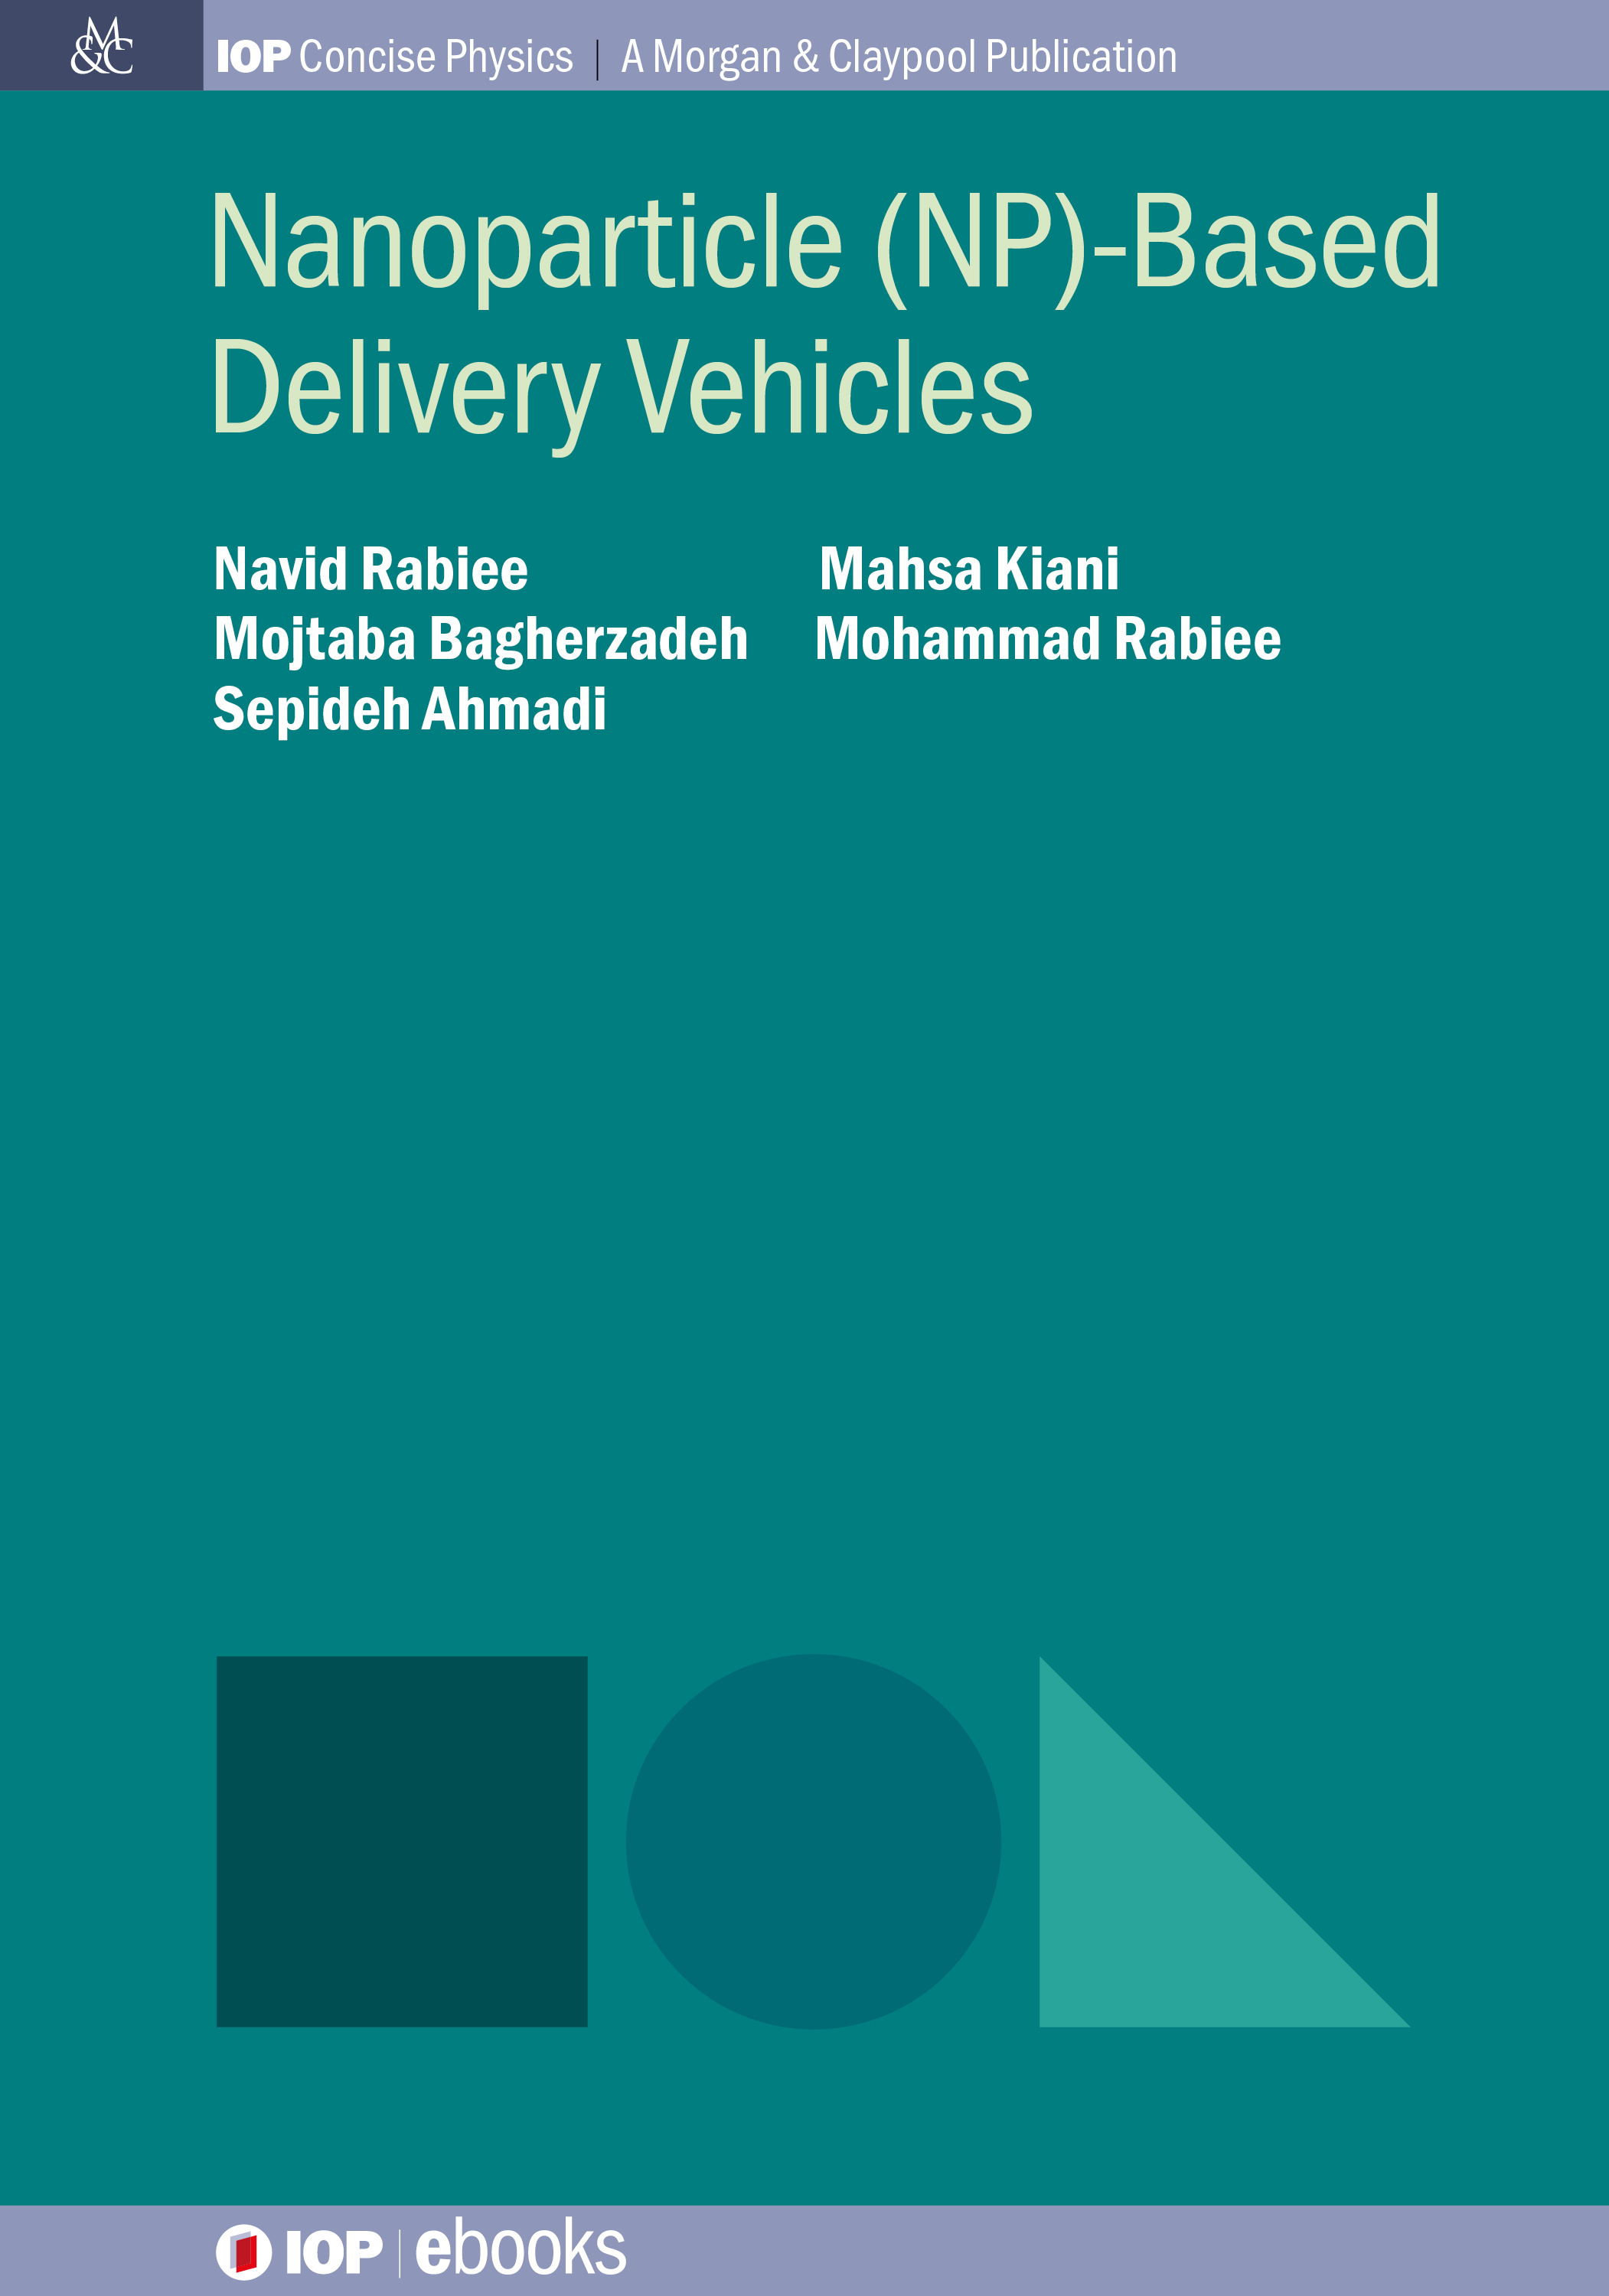 M&C
IOP Concise Physics | A Morgan & Claypool Publication
Nanoparticle (NP)-Based
Delivery Vehicles
Navid Rabiee
Mojtaba Bagherzadeh
Sepideh Ahmadi
Mahsa Kiani
Mohammad Rabiee
IOP | ebooks